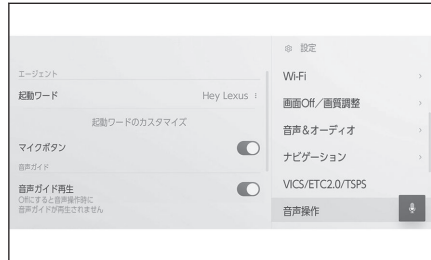 エージェント
起動ワード
Hey Lexus
起動ワードのカスタマイズ
マイクボタン
音声ガイド
音声ガイド再生
Offにすると音声操作時に
音声ガイドが再生されません
設定
Wi-Fi
画面Off／画質調整
音声＆オーディオ
ナビゲーション
VICS/ETC2.0/TSPS
音声操作